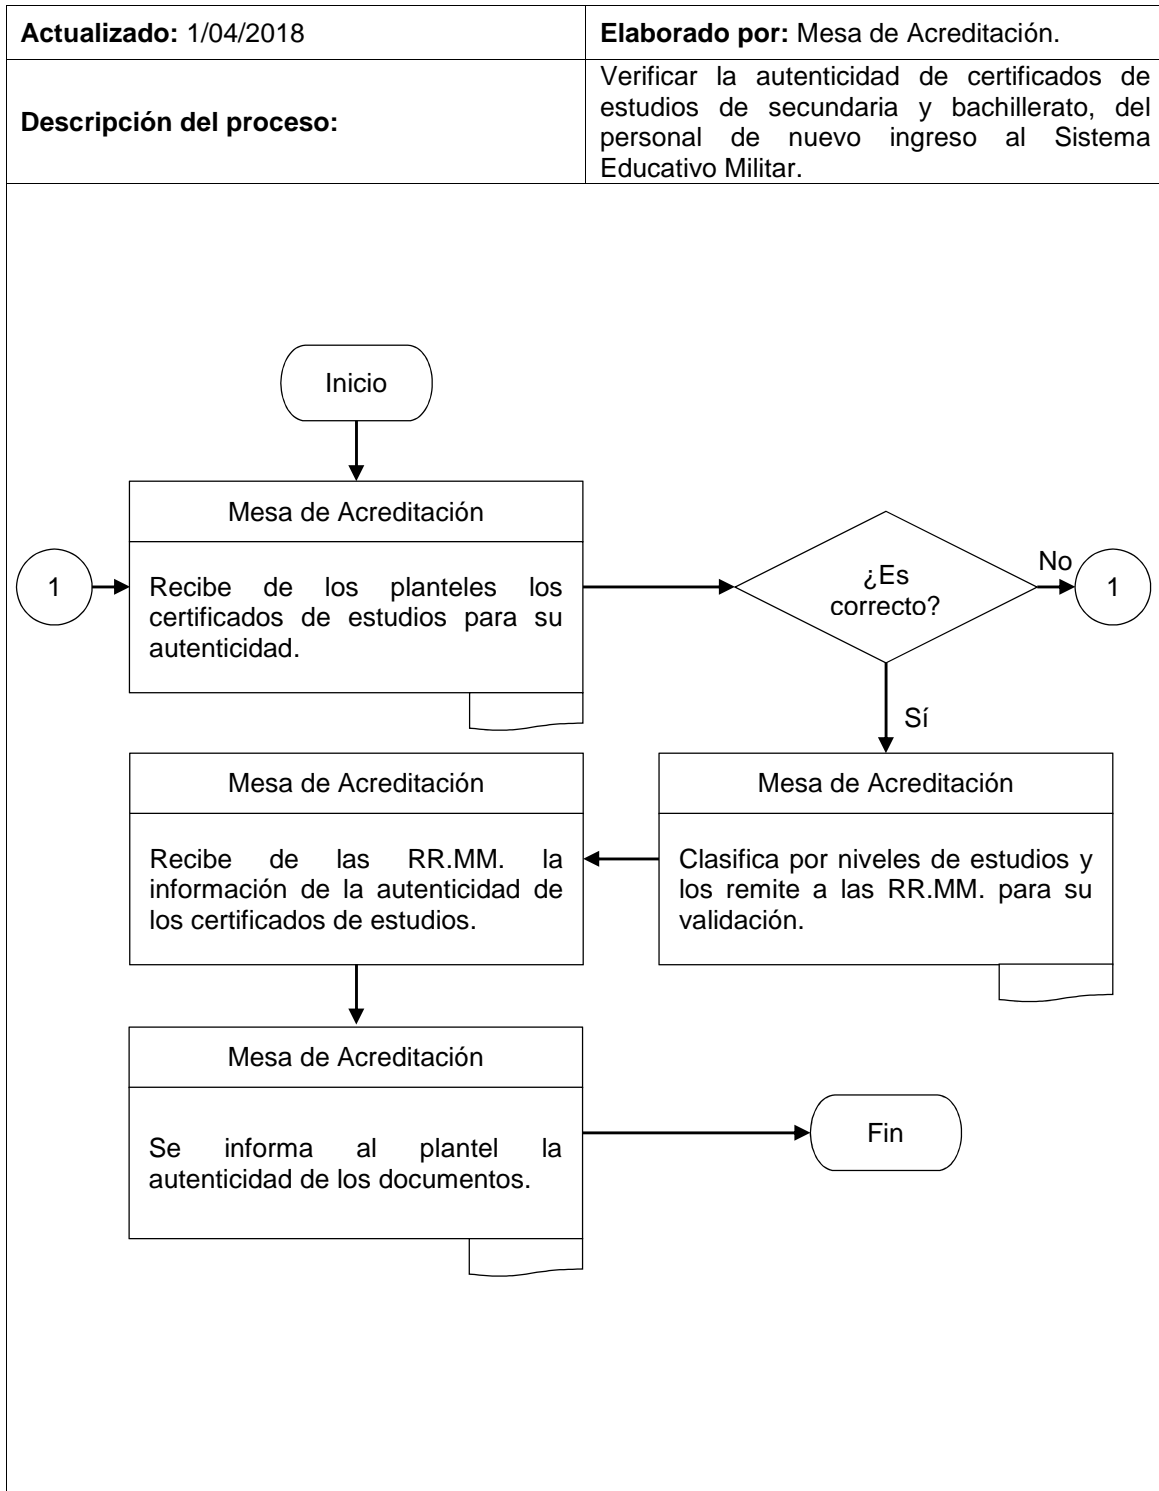 Actualizado: 1/04/2018
Elaborado por: Mesa de Acreditación.
Descripción del proceso:
Verificar la autenticidad de certificados de
estudios de secundaria y bachillerato, del
personal de nuevo ingreso al Sistema
Educativo Militar.
Inicio
Mesa de Acreditación
1
Recibe de los planteles los
certificados de estudios para su
autenticidad.
¿Es
correcto?
No
1
Sí
Mesa de Acreditación
Clasifica por niveles de estudios y
los remite a las RR.MM. para su
validación.
Mesa de Acreditación
Recibe de las RR.MM. la
información de la autenticidad de
los certificados de estudios.
Mesa de Acreditación
Se informa al plantel la
autenticidad de los documentos.
Fin